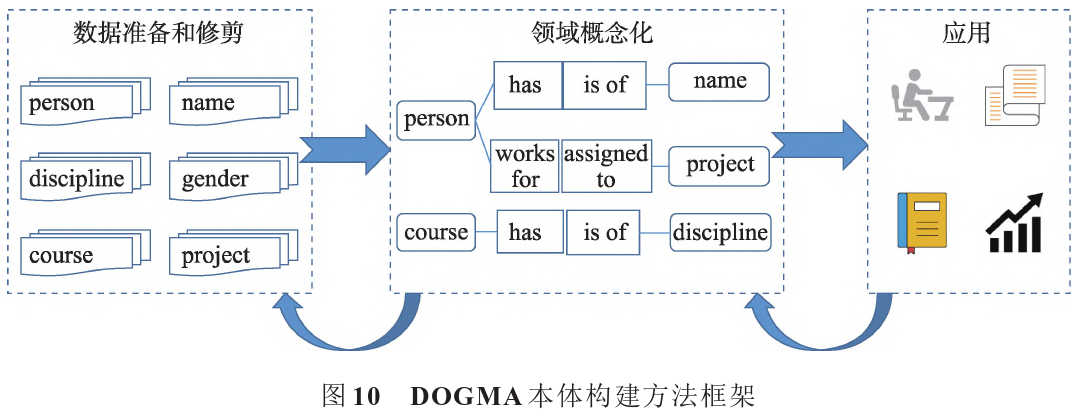 数据准备和修剪
person
name
discipline
gender
course
project
领域概念化
person
has
is of
name
works
for
assigned
to
project
course
has
is of
discipline
应用
图10 DOGMA本体构建方法框架